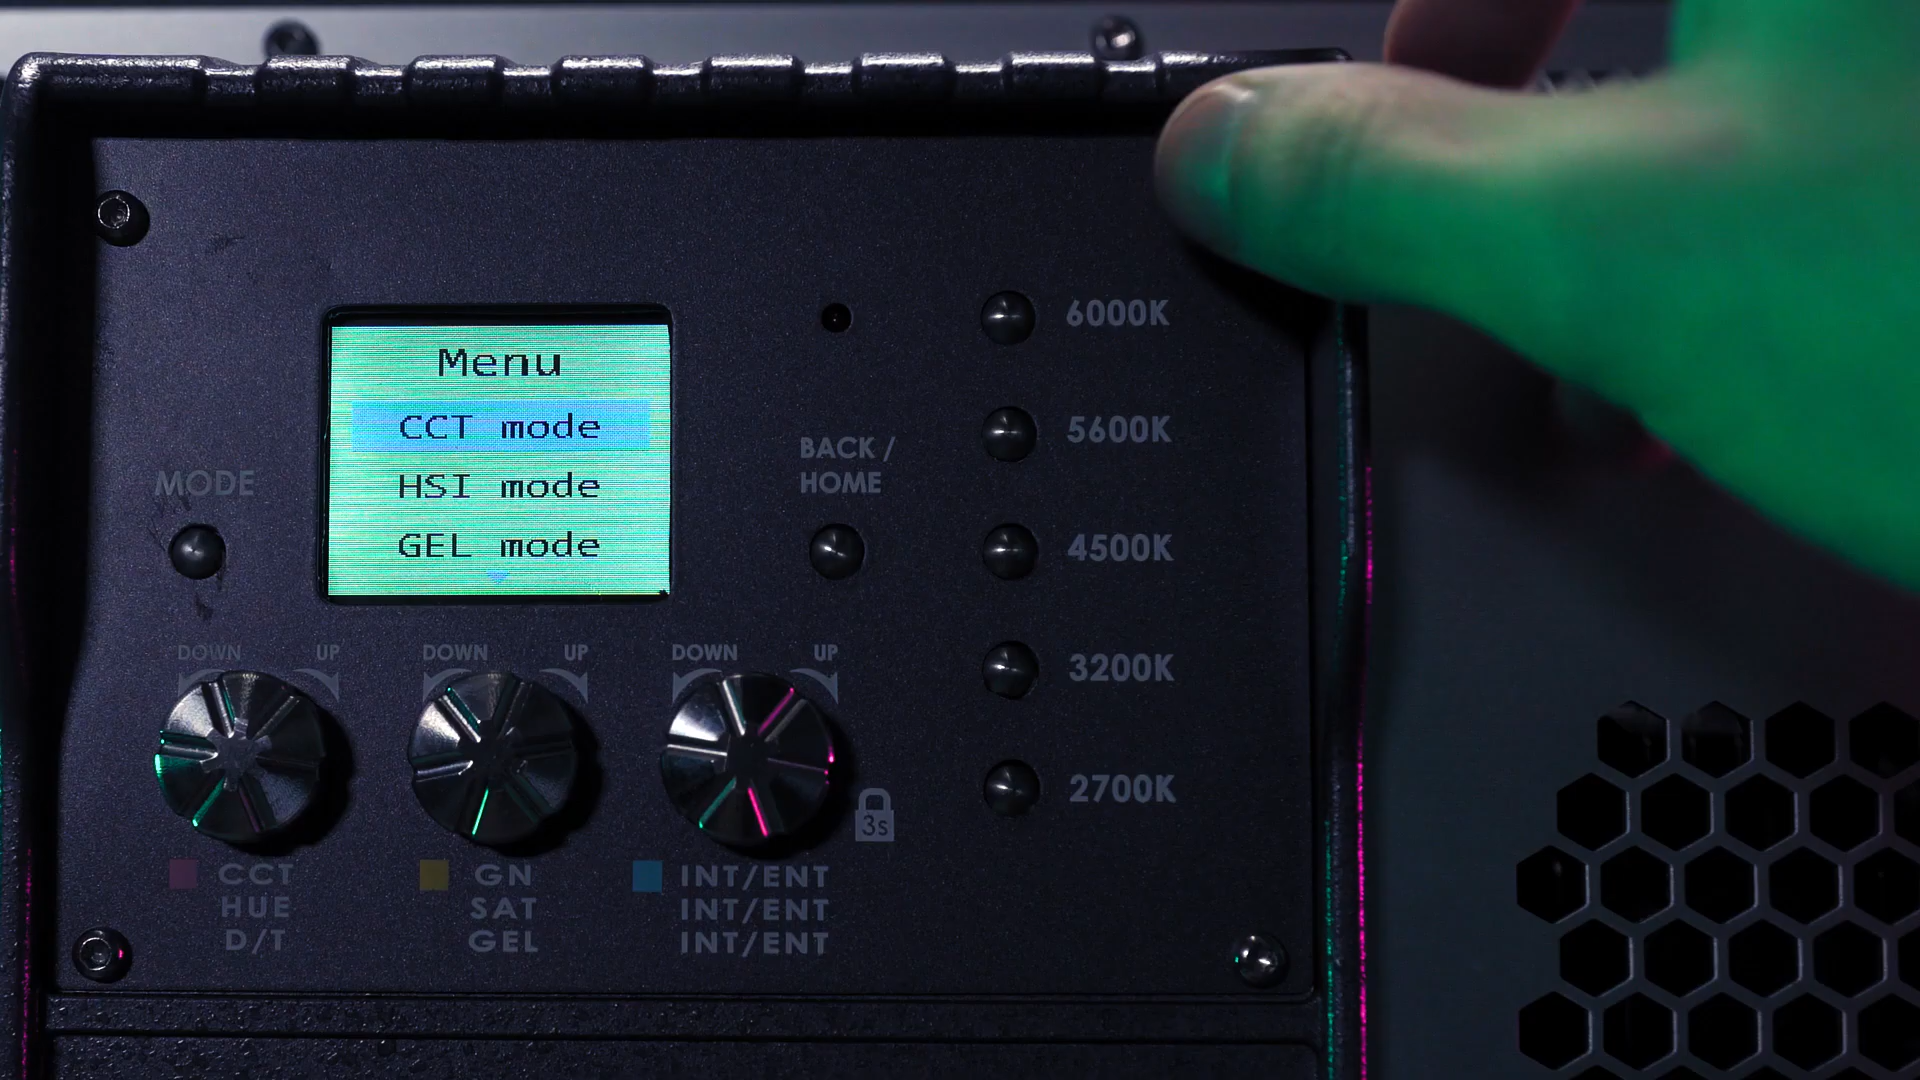 Menu
CCT mode
HSI mode
GEL mode
MODE
BACK /
HOME
6000K
5600K
4500K
3200K
2700K
DOWN UP
DOWN UP
DOWN UP
3s
CCT
HUE
D/T
GN
SAT
GEL
INT/ENT
INT/ENT
INT/ENT